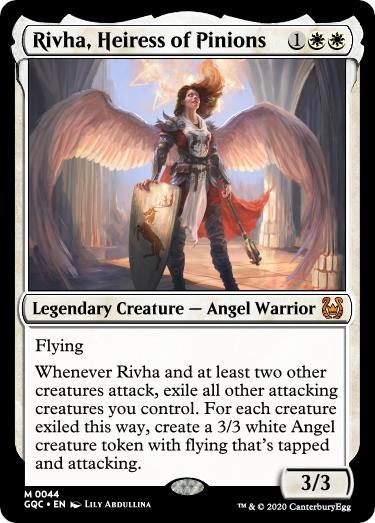 Rivha, Heiress of Pinions 1
Legendary Creature — Angel Warrior
Flying
Whenever Rivha and at least two other
creatures attack, exile all other attacking
creatures you control. For each creature
exiled this way, create a 3/3 white Angel
creature token with flying that's tapped
and attacking.
3/3
M 0044
GQC • EN Lily Abdullina
™ & © 2020 CanterburyEgg